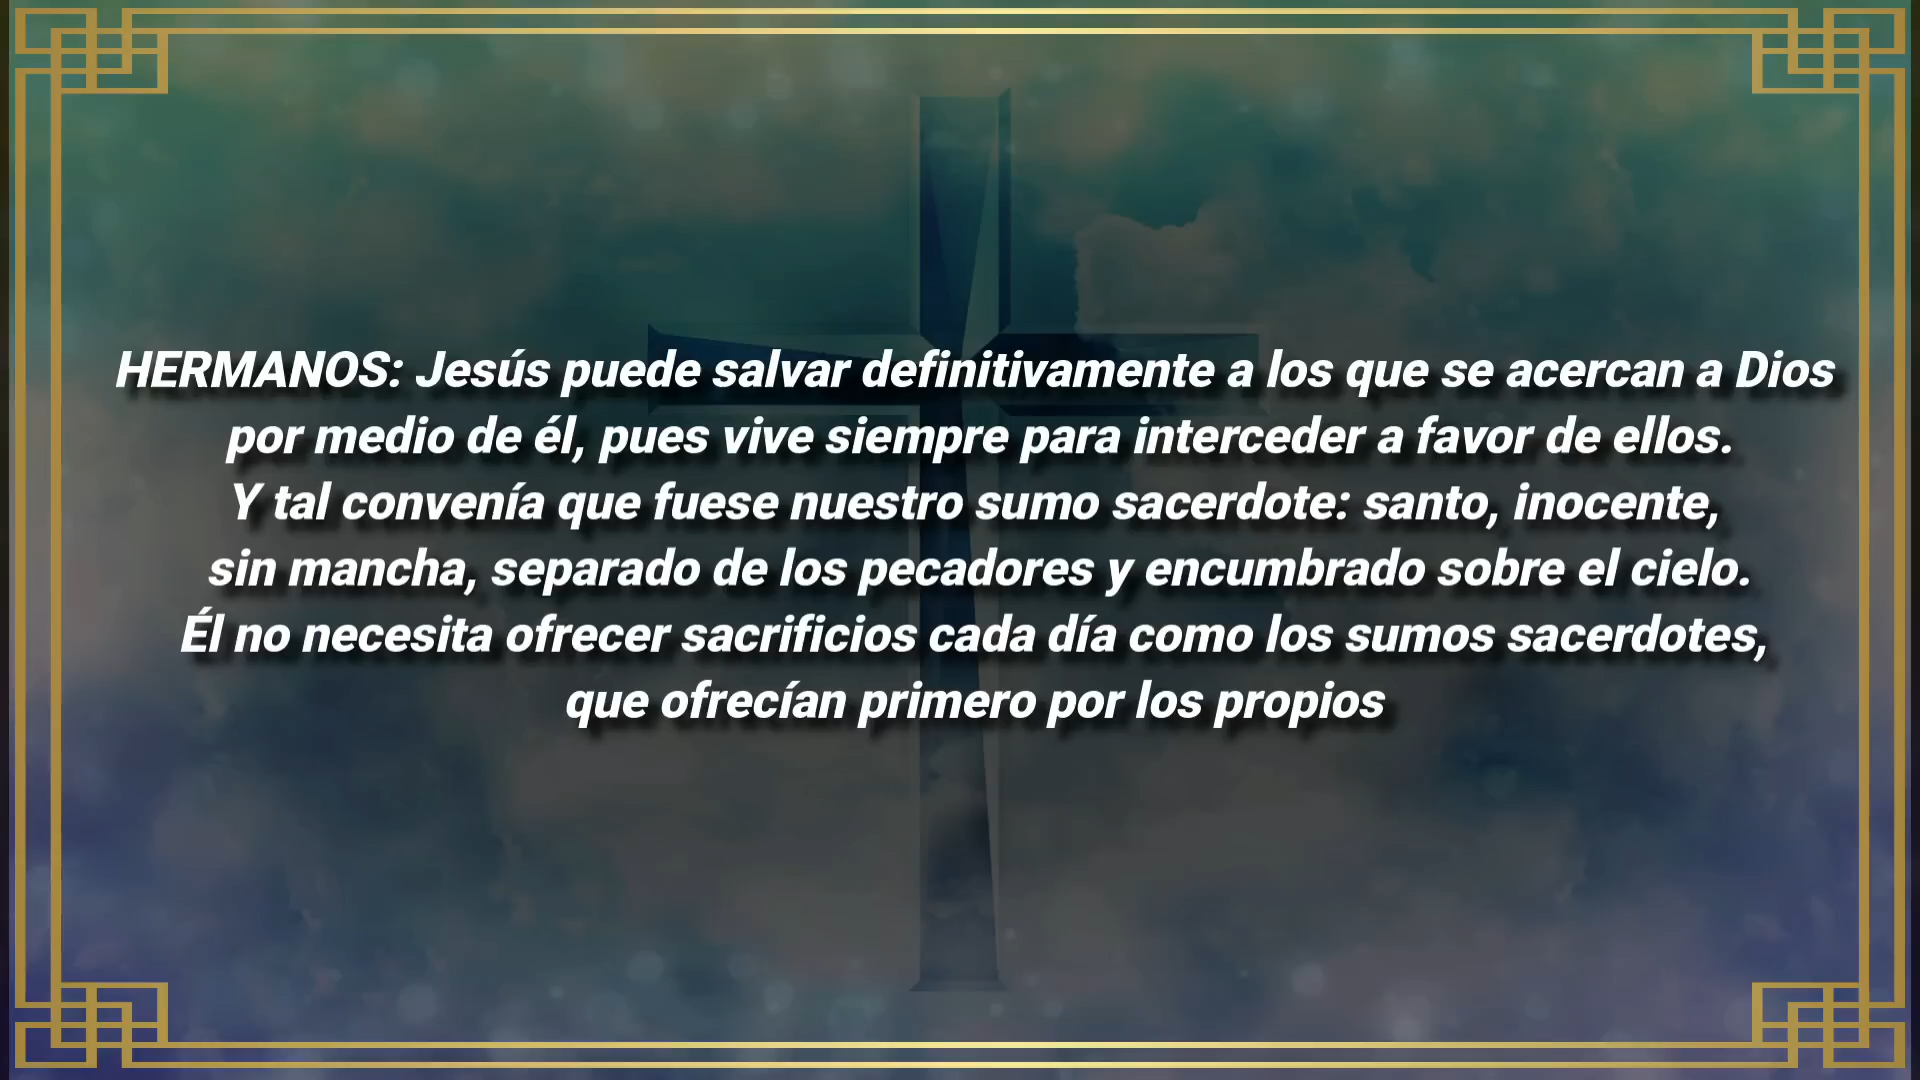 HERMANOS: Jesús puede salvar definitivamente a los que se acercan a Dios
por medio de él, pues vive siempre para interceder a favor de ellos.
Y tal convenía que fuese nuestro sumo sacerdote: santo, inocente,
sin mancha, separado de los pecadores y encumbrado sobre el cielo.
Él no necesita ofrecer sacrificios cada día como los sumos sacerdotes,
que ofrecían primero por los propios